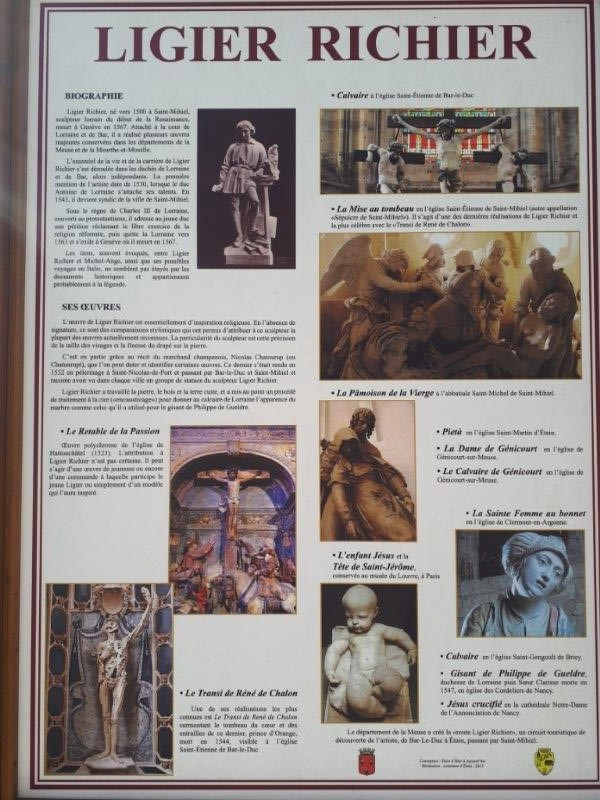 LIGIER RICHIER
BIOGRAPHIE
Ligier Richier, né vers 1500 à Saint-Mihiel,
sculpteur lorrain du début de la Renaissance,
meurt à Genève en 1567. Attaché à la cour de
Lorraine et de Bar, il a réalisé plusieurs œuvres
majeures conservées dans les départements de la
Meuse et de la Meurthe-et-Moselle.
L'essentiel de la vie et de la carrière de Ligier
Richier s'est déroulée dans les duchés de Lorraine
et de Bar, alors indépendants. La première
mention de l'artiste date de 1530, lorsque le duc
Antoine de Lorraine s'attache ses talents. En
1543, il devient syndic de la ville de Saint-Mihiel.
Sous le règne de Charles III de Lorraine,
converti au protestantisme, il adresse au jeune duc
une pétition réclamant le libre exercice de la
religion réformée, puis quitte la Lorraine vers
1563 et s'exile à Genève où il meurt en 1567.
Les liens, souvent évoqués, entre Ligier
Richier et Michel-Ange, ainsi que ses possibles
voyages en Italie, ne semblent pas étayés par les
documents historiques et appartiennent
probablement à la légende.
SES ŒUVRES
L'œuvre de Ligier Richier est essentiellement d'inspiration religieuse. En l'absence de
signature, ce sont des comparaisons stylistiques qui ont permis d'attribuer à ce sculpteur la
plupart des œuvres actuellement reconnues. La particularité du sculpteur est cette précision
de la taille des visages et la finesse du drapé sur la pierre.
C'est en partie grâce au récit du marchand champenois, Nicolas Chatourup (ou
Chatonrupt), que l'on peut dater et identifier certaines œuvres. Ce dernier s'était rendu en
1532 en pèlerinage à Saint-Nicolas-de-Port et passant par Bar-le-Duc et Saint-Mihiel et
raconte avoir vu dans chaque ville un groupe de statues du sculpteur Ligier Richier.
Ligier Richier a travaillé la pierre, le bois et la terre cuite, et a mis au point un procédé
de traitement à la cire («encausticages») pour donner au calcaire de Lorraine l'apparence du
marbre comme celui qu'il a utilisé pour le gisant de Philippe de Gueldre.
• Le Retable de la Passion
Œuvre polychrome de l'église de
Hattonchâtel (1523). L'attribution à
Ligier Richier n'est pas certaine. Il peut
s'agir d'une œuvre de jeunesse ou encore
d'une commande à laquelle participe le
jeune Ligier ou simplement d'un modèle
qui l'aura inspiré.
• Le Transi de Réné de Chalon
Une de ses réalisations les plus
connues est Le Transi de René de Chalon
surmontant le tombeau du cœur et des
entrailles de ce dernier, prince d'Orange,
mort en 1544, visible à l'église
Saint-Étienne de Bar-le-Duc.
• Calvaire à l'église Saint-Étienne de Bar-le-Duc
• La Mise au tombeau en l'église Saint-Étienne de Saint-Mihiel (autre appellation
«Sépulcre de Saint-Mihiel»). Il s'agit d'une des dernières réalisations de Ligier Richier et
la plus célèbre avec le «Transi de René de Chalon».
• La Pâmoison de la Vierge à l'abbatiale Saint-Michel de Saint-Mihiel.
• Pietà en l'église Saint-Martin d'Étain.
• La Dame de Génicourt en l'église de
Génicourt-sur-Meuse.
• Le Calvaire de Génicourt en l'église de
Génicourt-sur-Meuse.
• La Sainte Femme au bonnet
en l'église de Clermont-en-Argonne.
• L'enfant Jésus et la
Tête de Saint-Jérôme,
conservés au musée du Louvre, à Paris
• Calvaire en l'église Saint-Gengoult de Briey.
• Gisant de Philippe de Gueldre,
duchesse de Lorraine puis Sœur Clarisse morte en
1547, en église des Cordeliers de Nancy.
• Jésus crucifié en la cathédrale Notre-Dame
de l'Annonciation de Nancy.
Le département de la Meuse a créé la «route Ligier Richier», un circuit touristique de
découverte de l'artiste, de Bar-Le-Duc à Étain, passant par Saint-Mihiel.
Conception : Étain d'Hier à Aujourd'hui
Réalisation : commune d'Étain - 2013